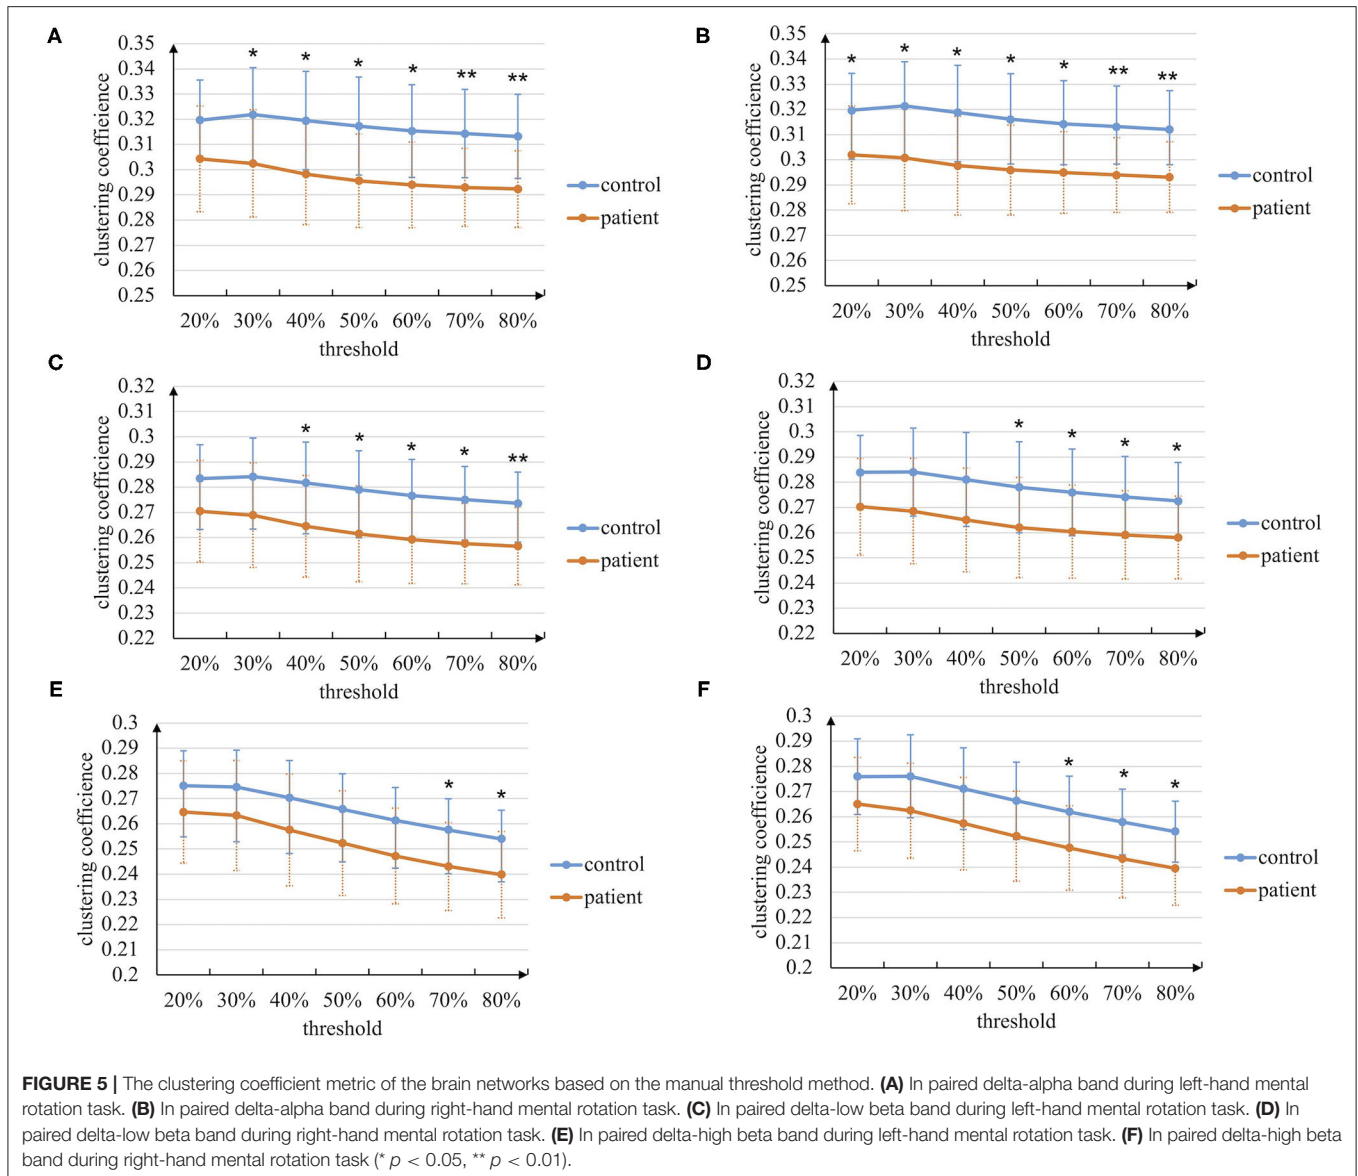 A
0.35
0.34
0.33
0.32
0.31
0.3
0.29
0.28
0.27
0.26
0.25
clustering coefficience
* * * * ** **
20% 30% 40% 50% 60% 70% 80%
threshold
control
patient
B
0.35
0.34
0.33
0.32
0.31
0.3
0.29
0.28
0.27
0.26
0.25
clustering coefficience
* * * * * ** **
20% 30% 40% 50% 60% 70% 80%
threshold
control
patient
C
0.32
0.31
0.3
0.29
0.28
0.27
0.26
0.25
0.24
0.23
0.22
clustering coefficience
* * * * **
20% 30% 40% 50% 60% 70% 80%
threshold
control
patient
D
0.32
0.31
0.3
0.29
0.28
0.27
0.26
0.25
0.24
0.23
0.22
clustering coefficience
* * * *
20% 30% 40% 50% 60% 70% 80%
threshold
control
patient
E
0.3
0.29
0.28
0.27
0.26
0.25
0.24
0.23
0.22
0.21
0.2
clustering coefficience
* *
20% 30% 40% 50% 60% 70% 80%
threshold
control
patient
F
0.3
0.29
0.28
0.27
0.26
0.25
0.24
0.23
0.22
0.21
0.2
clustering coefficience
* * *
20% 30% 40% 50% 60% 70% 80%
threshold
control
patient
FIGURE 5 | The clustering coefficient metric of the brain networks based on the manual threshold method. (A) In paired delta-alpha band during left-hand mental
rotation task. (B) In paired delta-alpha band during right-hand mental rotation task. (C) In paired delta-low beta band during left-hand mental rotation task. (D) In
paired delta-low beta band during right-hand mental rotation task. (E) In paired delta-high beta band during left-hand mental rotation task. (F) In paired delta-high beta
band during right-hand mental rotation task (* p < 0.05, ** p < 0.01).